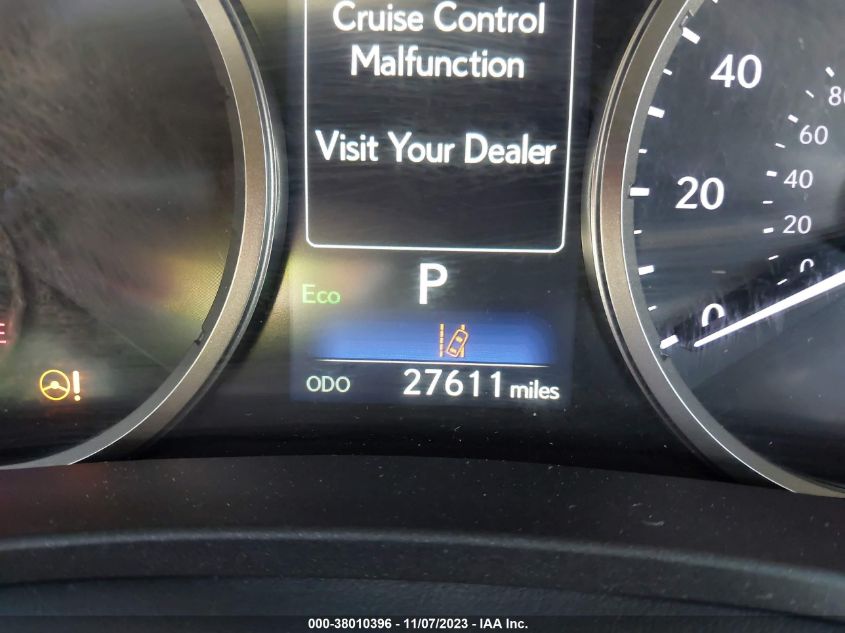 Cruise Control
Malfunction
Visit Your Dealer
40
80
60
20
40
20
P
0
Eco
0
E
!
ODO 27611 miles
000-38010396 - 11/07/2023 - IAA Inc.